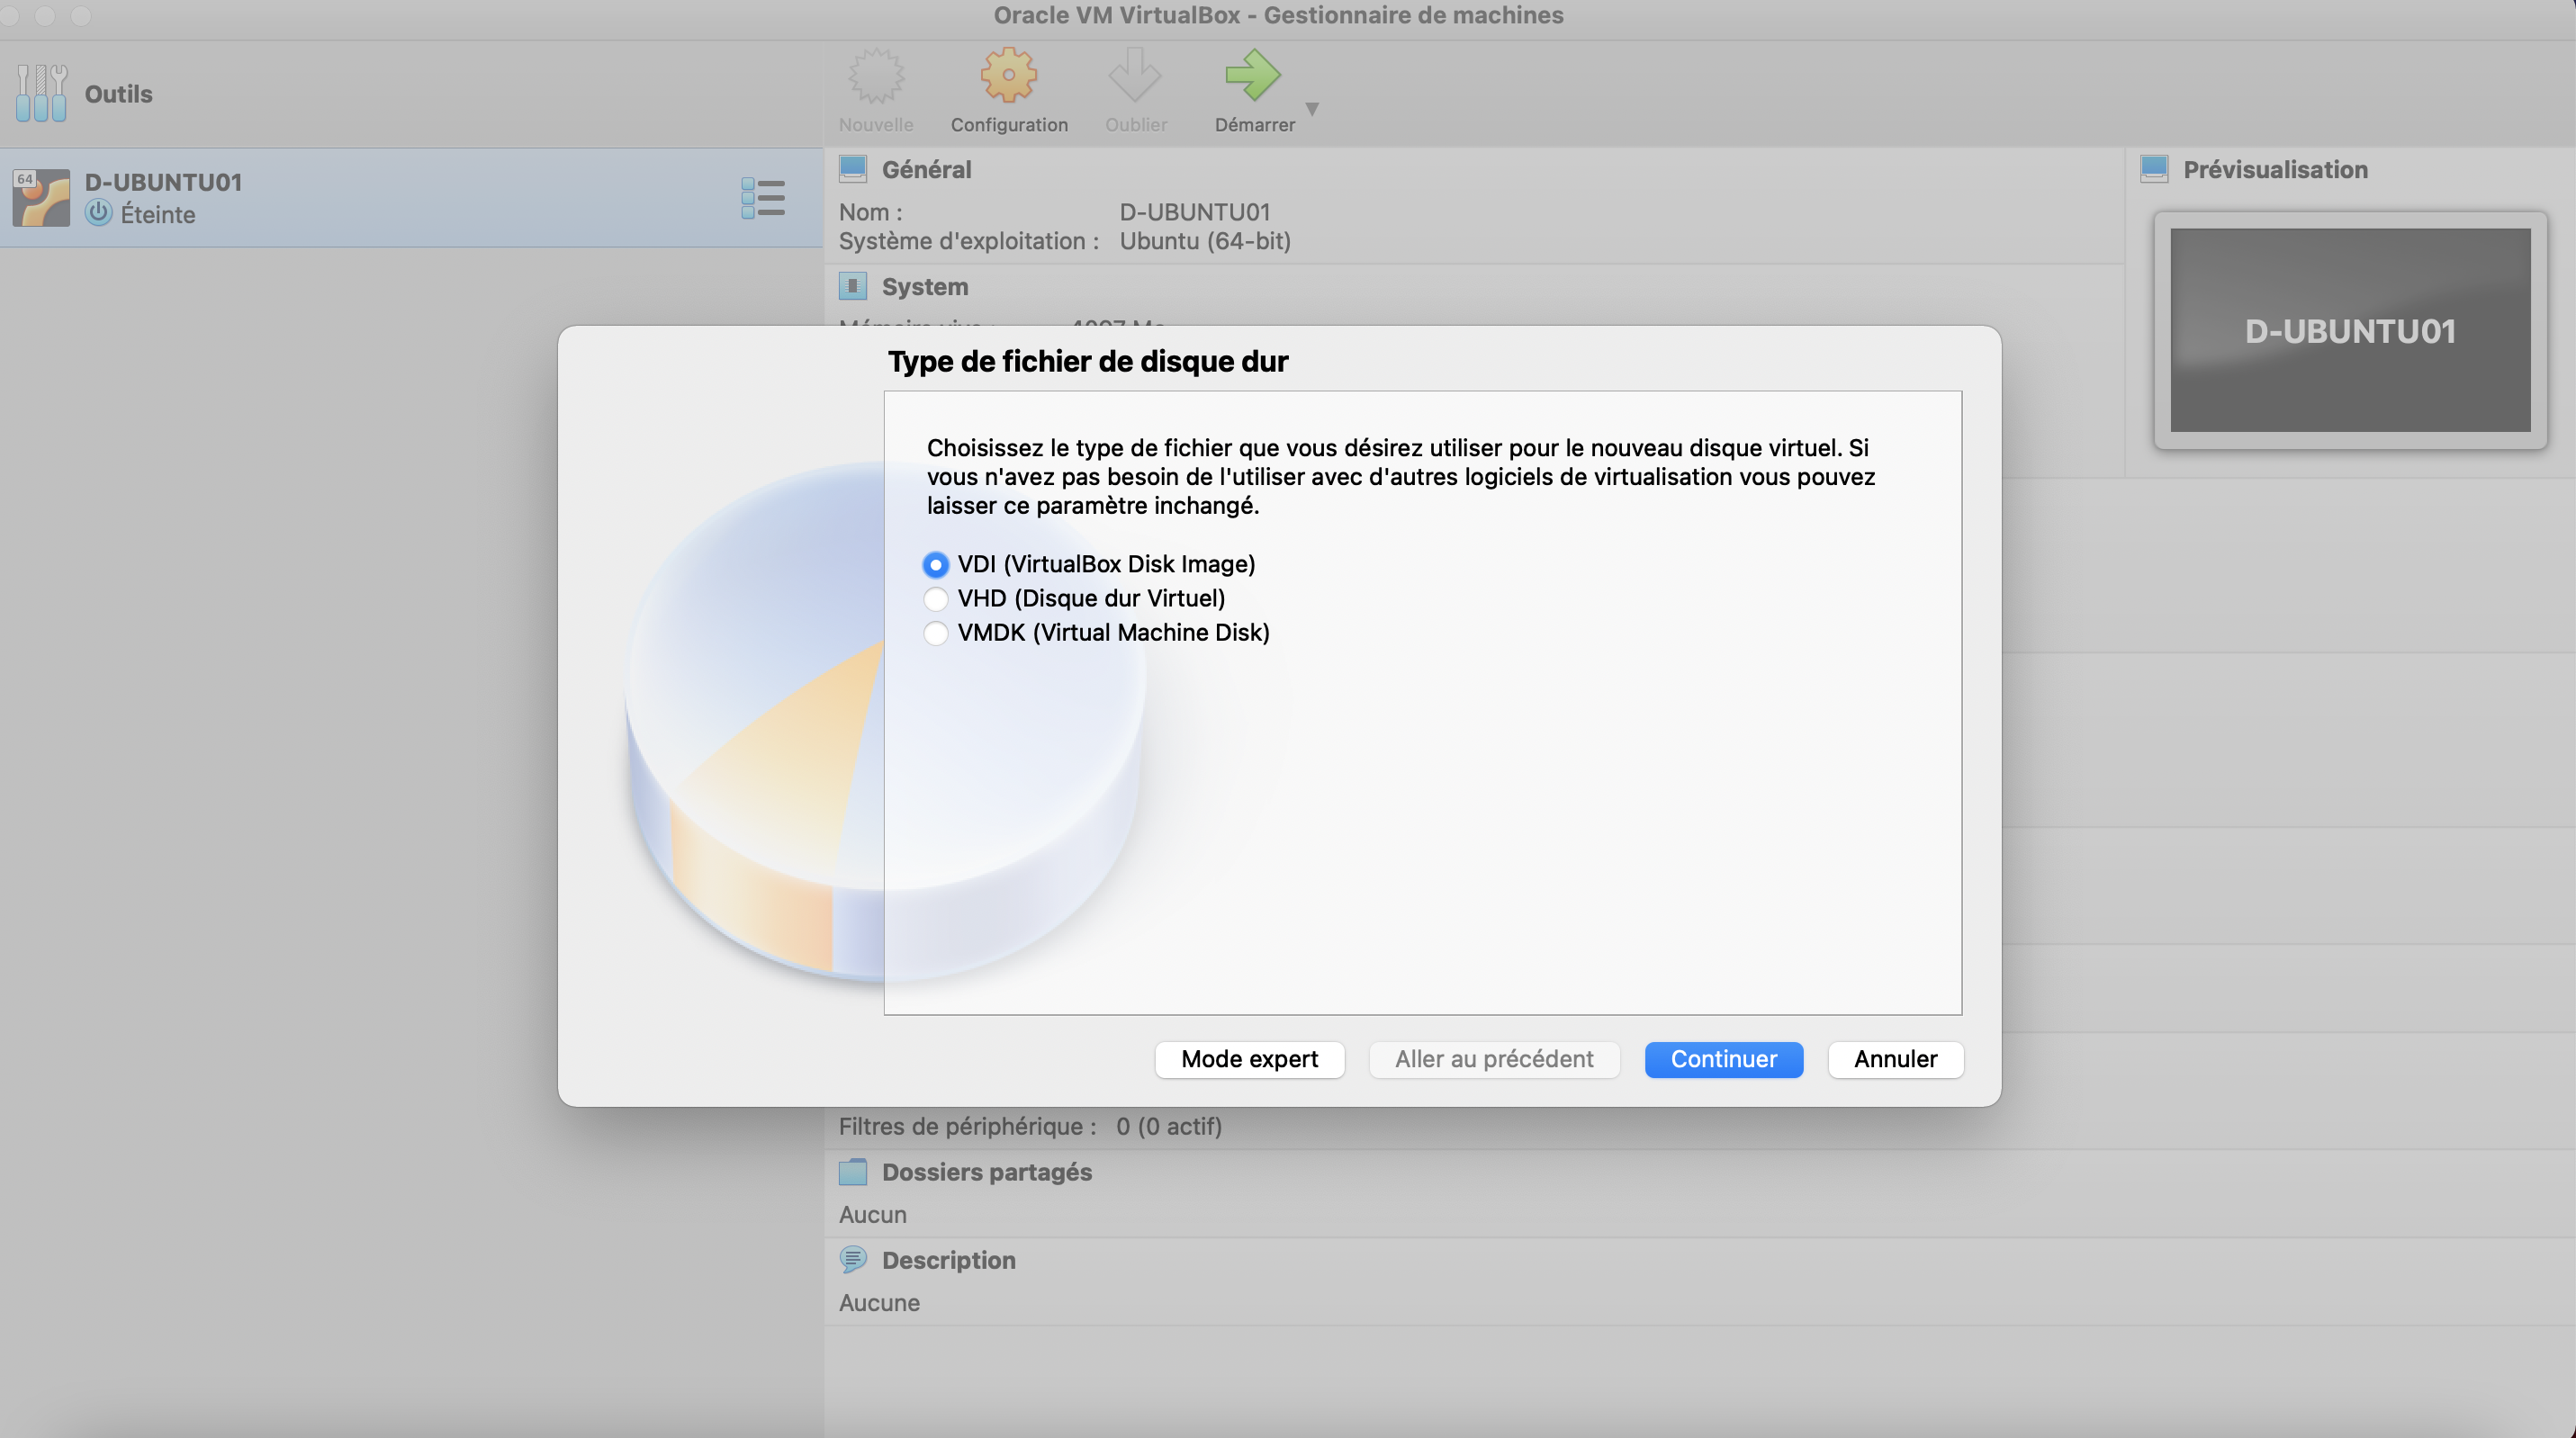 Oracle VM VirtualBox - Gestionnaire de machines
Outils
Nouvelle
Configuration
Oublier
Démarrer
64
D-UBUNTU01
Éteinte
Général
Nom : D-UBUNTU01
Système d'exploitation : Ubuntu (64-bit)
Prévisualisation
D-UBUNTU01
System
Type de fichier de disque dur
Choisissez le type de fichier que vous désirez utiliser pour le nouveau disque virtuel. Si
vous n'avez pas besoin de l'utiliser avec d'autres logiciels de virtualisation vous pouvez
laisser ce paramètre inchangé.
VDI (VirtualBox Disk Image)
VHD (Disque dur Virtuel)
VMDK (Virtual Machine Disk)
Mode expert
Aller au précédent
Continuer
Annuler
Filtres de périphérique : 0 (0 actif)
Dossiers partagés
Aucun
Description
Aucune